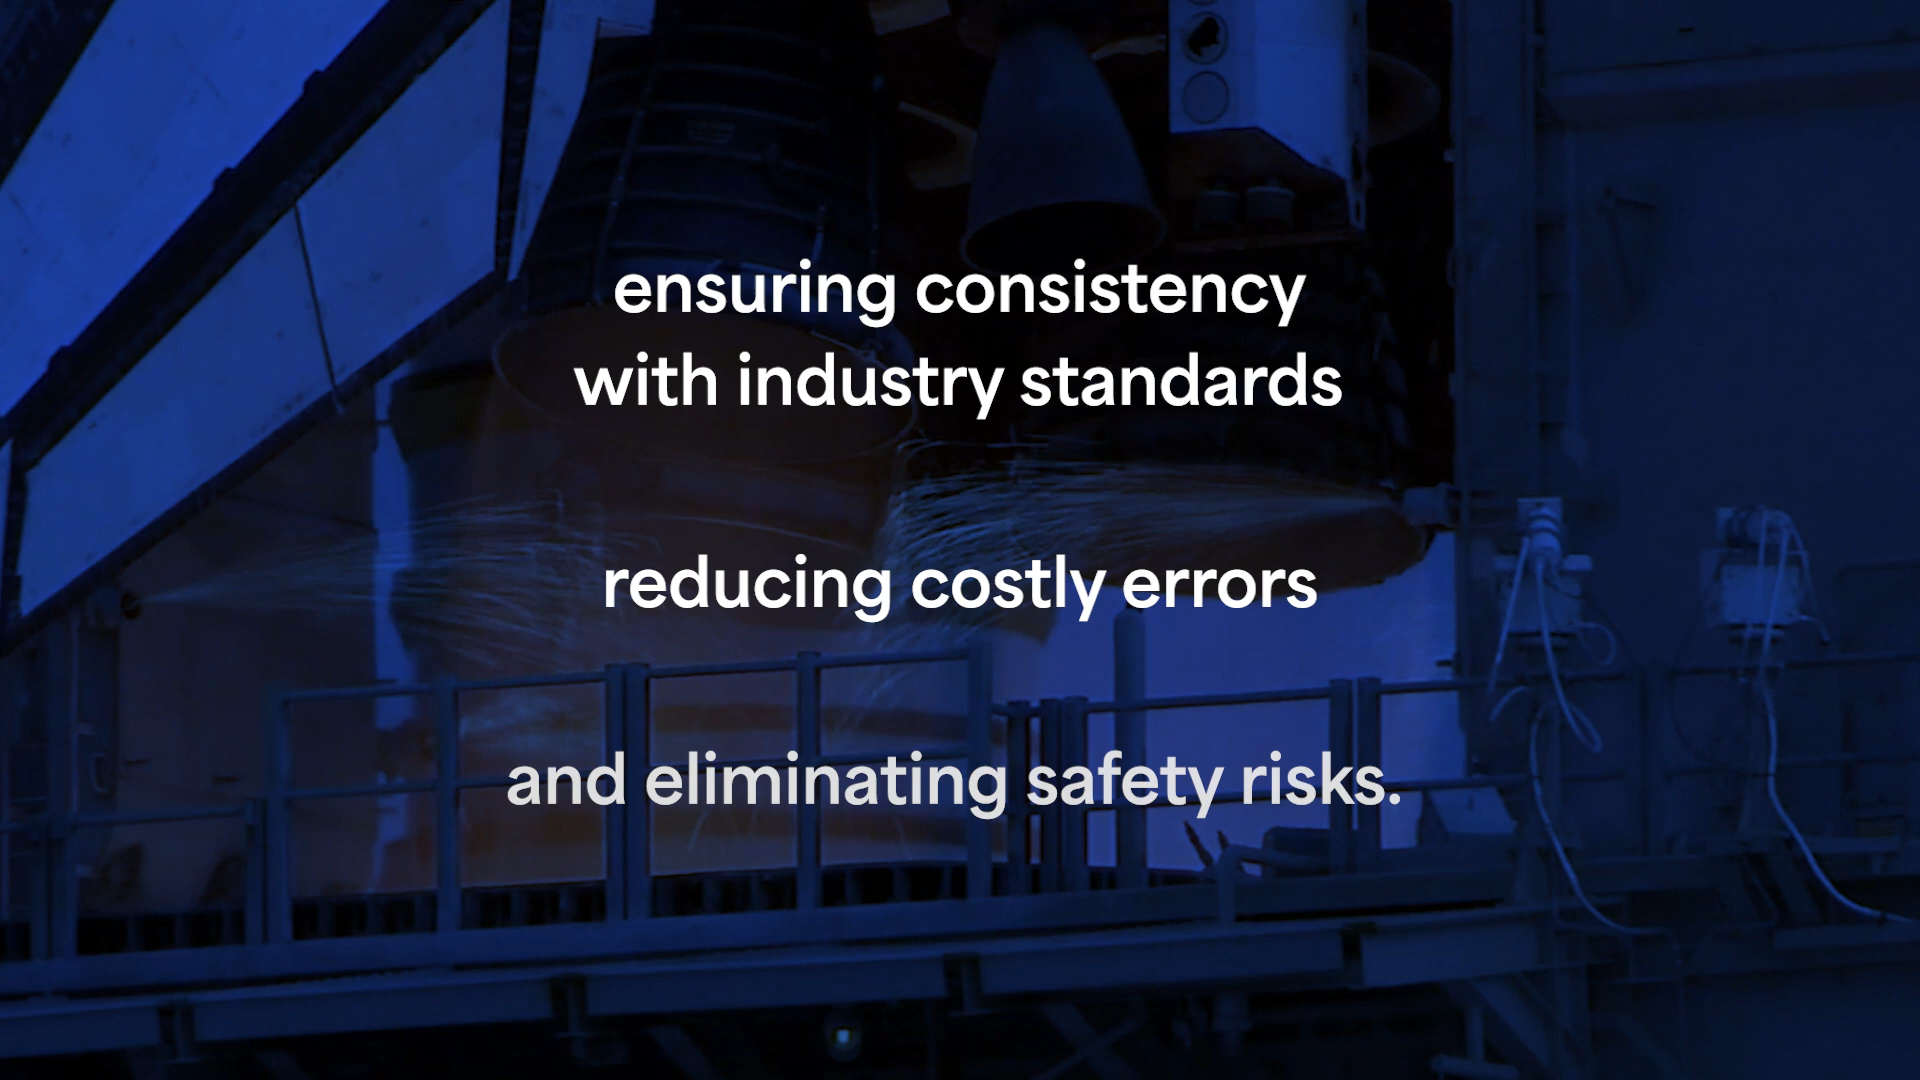 ensuring consistency
with industry standards
reducing costly errors
and eliminating safety risks.